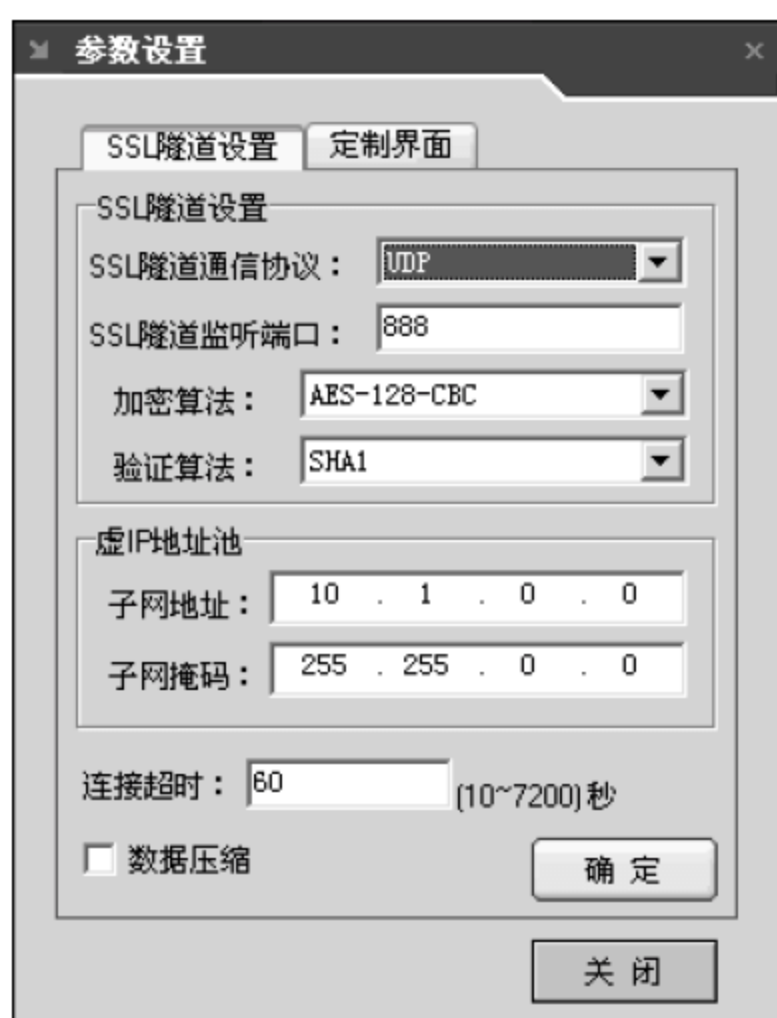 参数设置
SSL隧道设置 定制界面
SSL隧道设置
SSL隧道通信协议： UDP
SSL隧道监听端口： 888
加密算法： AES-128-CBC
验证算法： SHA1
虚IP地址池
子网地址： 10 . 1 . 0 . 0
子网掩码： 255 . 255 . 0 . 0
连接超时： 60 (10~7200)秒
数据压缩 确 定
关 闭